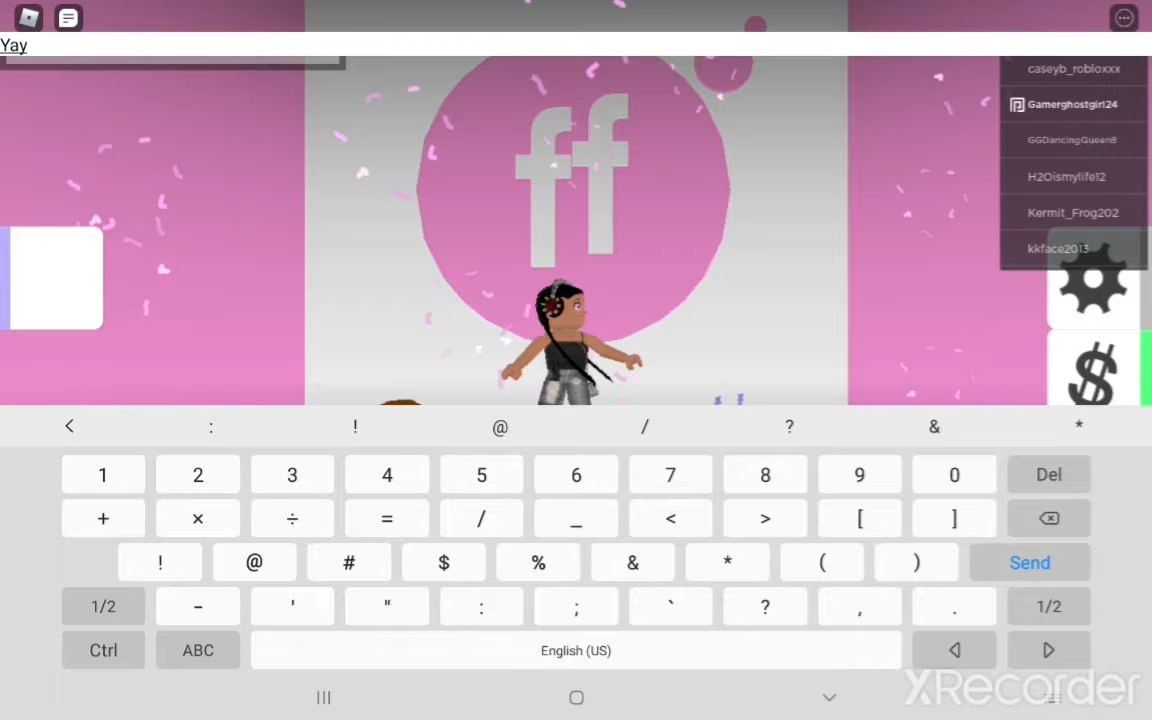 Yay
ff
caseyb_robloxxx
Gamerghostgirl24
GGDancingQueen8
H2Oismylife12
Kermit_Frog202
kkface2013
$
< : ! @ / ? & *
1 2 3 4 5 6 7 8 9 0 Del
+ × ÷ = / _ < > [ ]
! @ # $ % & * ( ) Send
1/2 - ' " : ; ` ? , . 1/2
Ctrl ABC English (US)
XRecorder